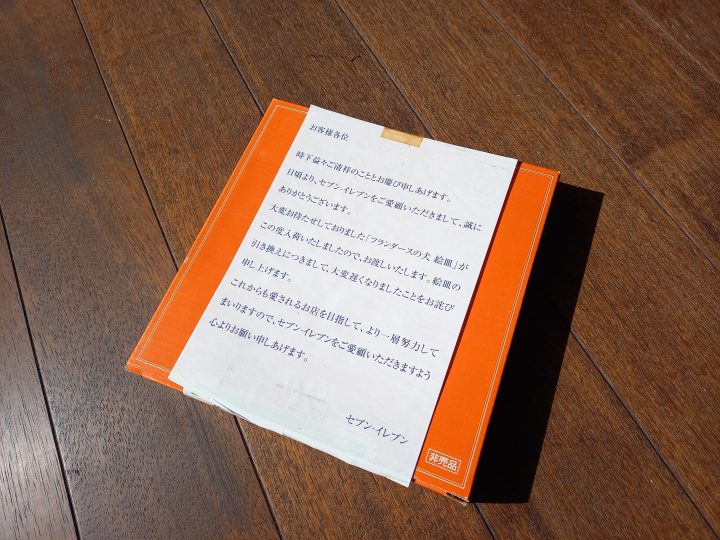 お客様各位
時下益々ご清祥のこととお慶び申しあげます。
日頃より、セブン-イレブンをご愛顧いただきまして、誠に
ありがとうございます。
大変お待たせしておりました「フランダースの犬 絵皿」が
この度入荷いたしましたので、お渡しいたします。絵皿の
引き換えにつきまして、大変遅くなりましたことをお詫び
申し上げます。
これからも愛されるお店を目指して、より一層努力して
まいりますので、セブン-イレブンをご愛顧いただきますよう
心よりお願い申しあげます。
セブン-イレブン
非売品